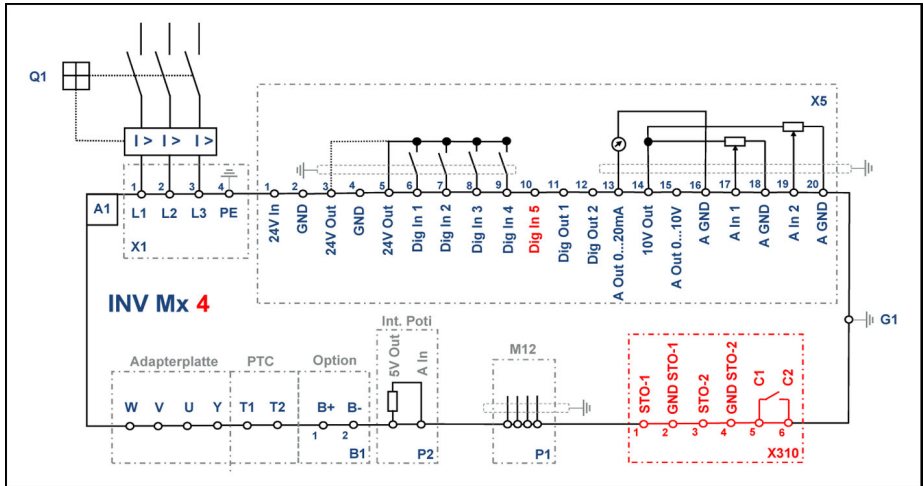 Q1
I > I > I >
X5
1 2 3 4
L1 L2 L3 PE
A1
X1
1 2 3 4 5 6 7 8 9 10 11 12 13 14 15 16 17 18 19 20
24V In
GND
24V Out
GND
24V Out
Dig In 1
Dig In 2
Dig In 3
Dig In 4
Dig In 5
Dig Out 1
Dig Out 2
A Out 0...20mA
10V Out
A Out 0...10V
A GND
A In 1
A GND
A In 2
A GND
INV Mx 4
G1
Adapterplatte
W V U Y
PTC
T1 T2
Option
B+ B-
1 2
B1
Int. Poti
5V Out
A In
P2
M12
P1
STO-1
GND STO-1
STO-2
GND STO-2
C1
C2
1 2 3 4 5 6
X310